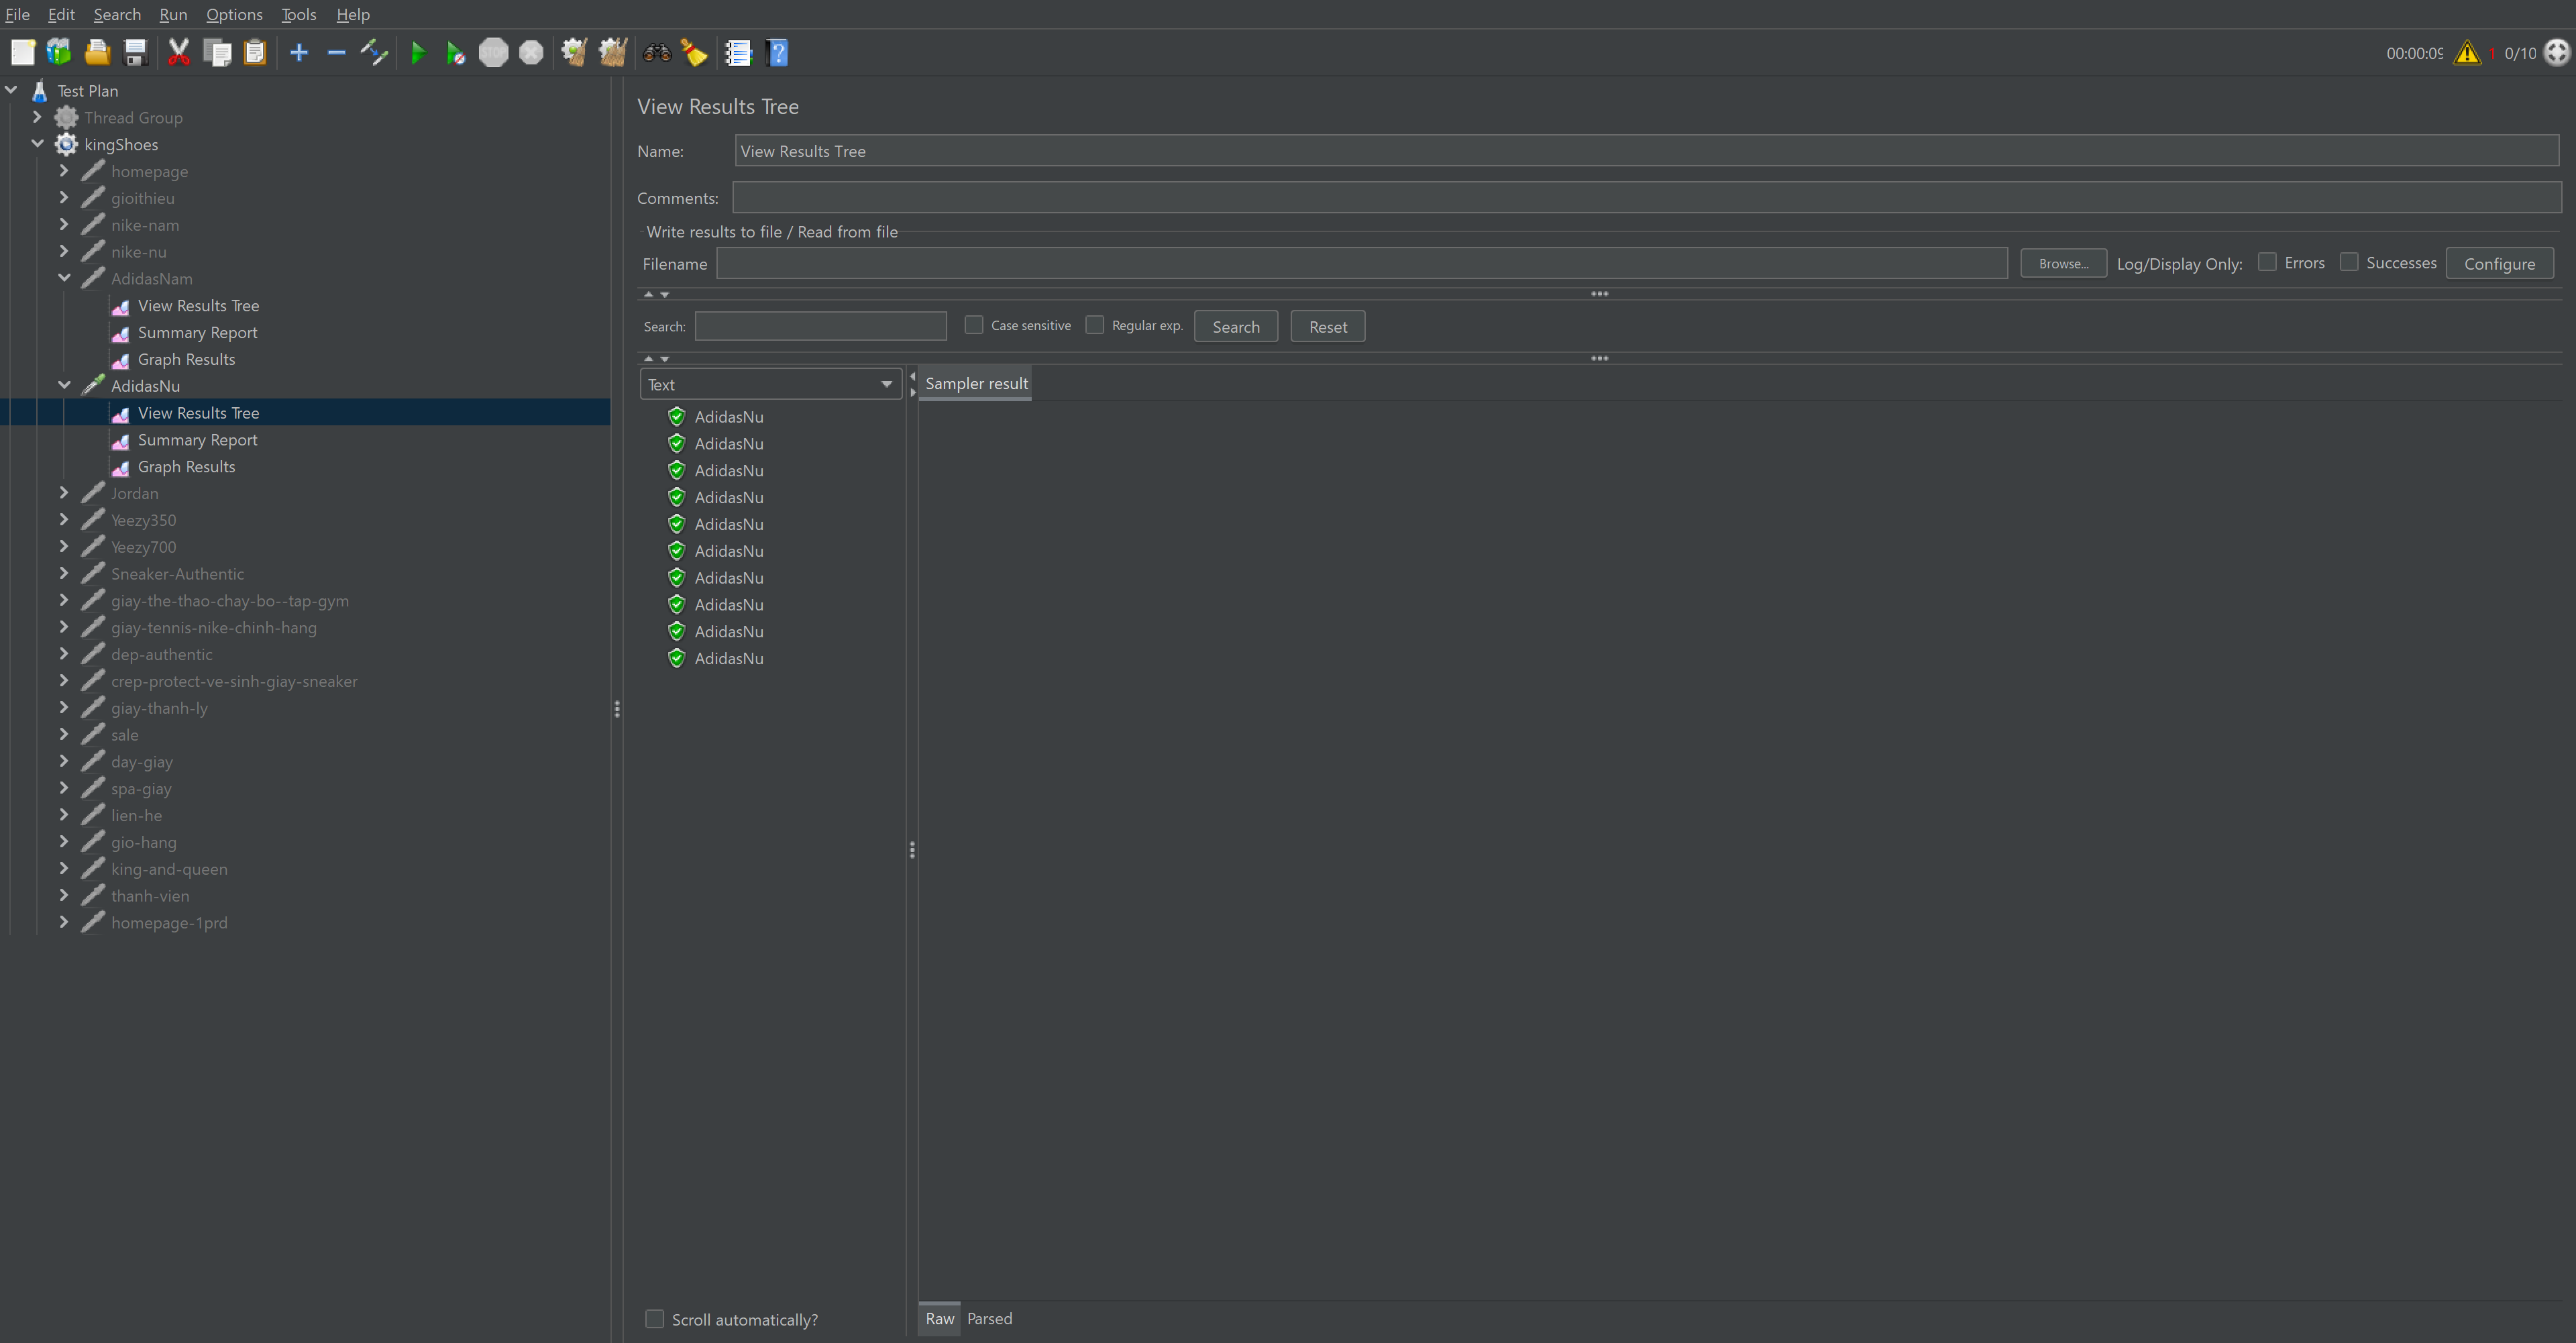 File Edit Search Run Options Tools Help
STOP
?
00:00:09 1 0/10
Test Plan
Thread Group
kingShoes
homepage
gioithieu
nike-nam
nike-nu
AdidasNam
View Results Tree
Summary Report
Graph Results
AdidasNu
View Results Tree
Summary Report
Graph Results
Jordan
Yeezy350
Yeezy700
Sneaker-Authentic
giay-the-thao-chay-bo--tap-gym
giay-tennis-nike-chinh-hang
dep-authentic
crep-protect-ve-sinh-giay-sneaker
giay-thanh-ly
sale
day-giay
spa-giay
lien-he
gio-hang
king-and-queen
thanh-vien
homepage-1prd
View Results Tree
Name: View Results Tree
Comments:
Write results to file / Read from file
Filename Browse... Log/Display Only: Errors Successes Configure
Search: Case sensitive Regular exp. Search Reset
Text
Sampler result
AdidasNu
AdidasNu
AdidasNu
AdidasNu
AdidasNu
AdidasNu
AdidasNu
AdidasNu
AdidasNu
AdidasNu
Scroll automatically?
Raw Parsed